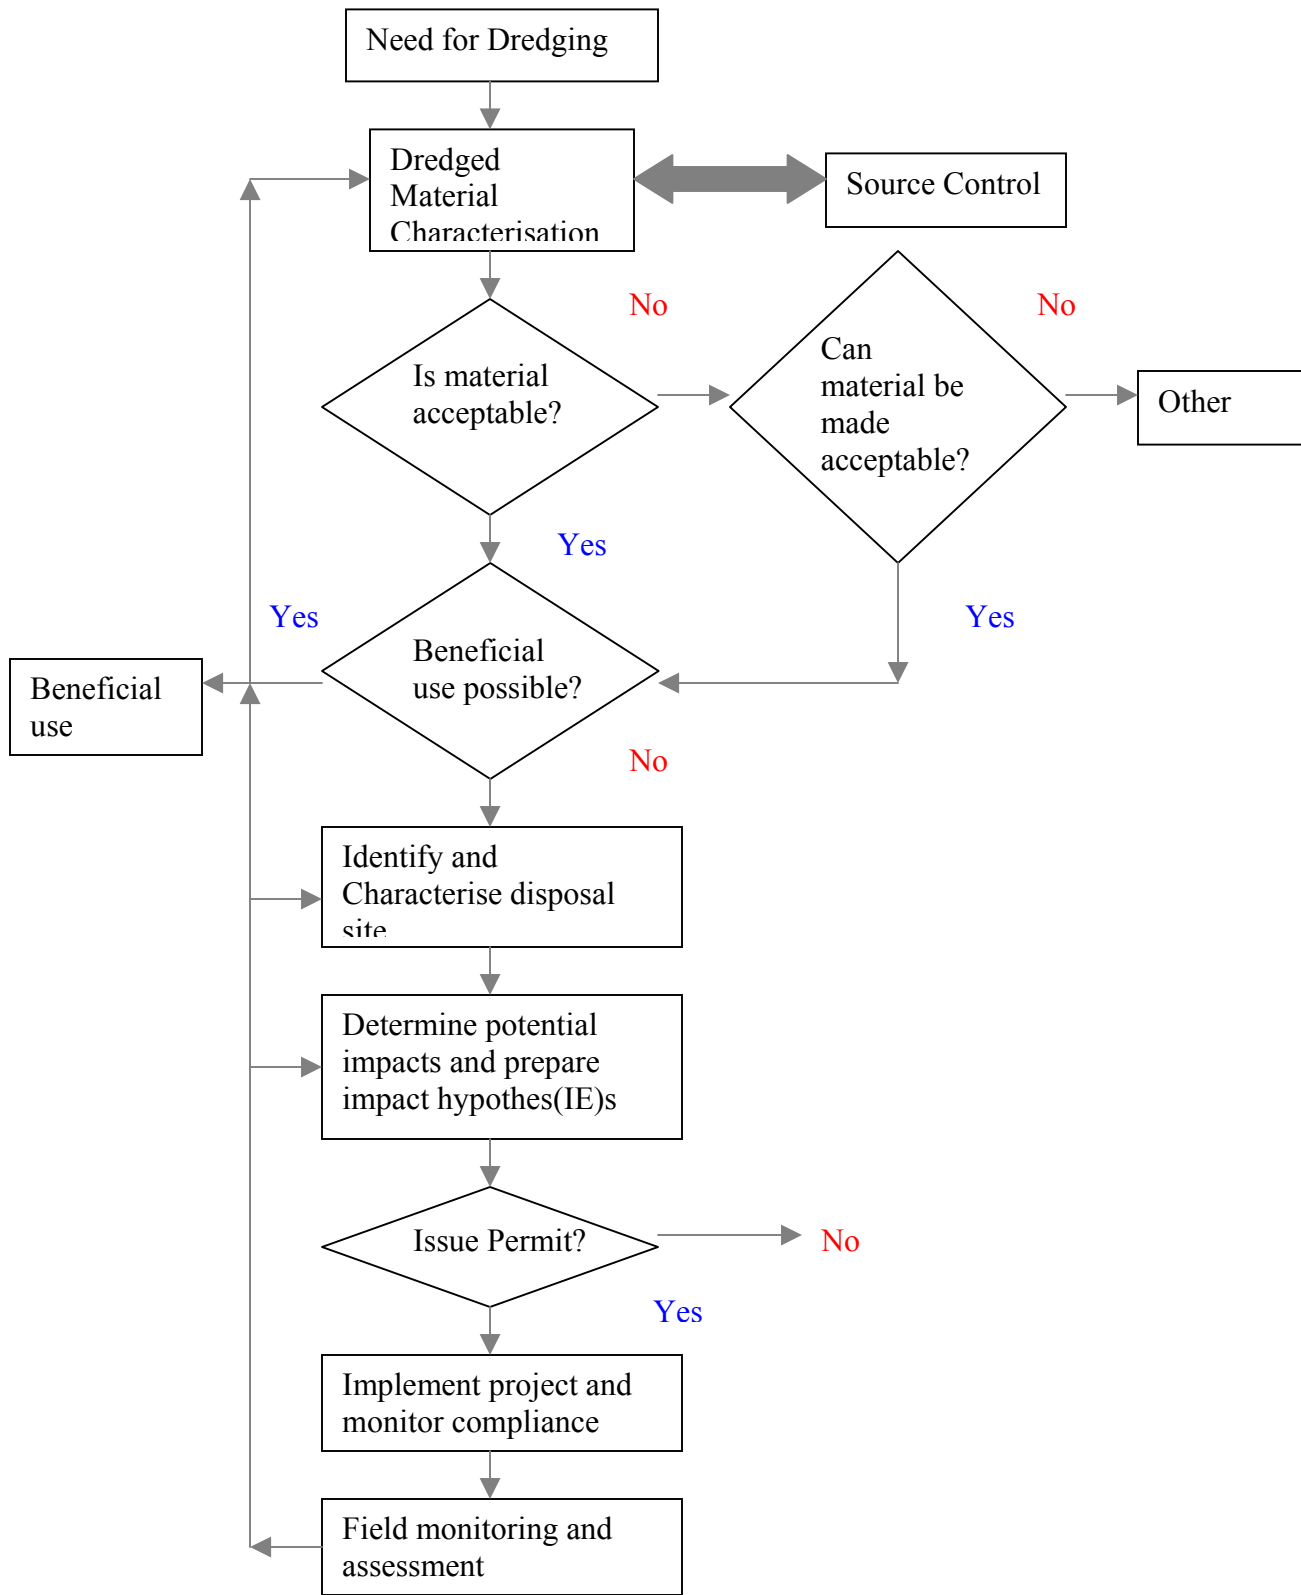 Need for Dredging
Dredged
Material
Characterisation
Source Control
No
No
Is material
acceptable?
Can
material be
made
acceptable?
Other
Yes
Yes
Yes
Beneficial
use possible?
Beneficial
use
No
Identify and
Characterise disposal
site
Determine potential
impacts and prepare
impact hypothes(IE)s
Issue Permit?
No
Yes
Implement project and
monitor compliance
Field monitoring and
assessment